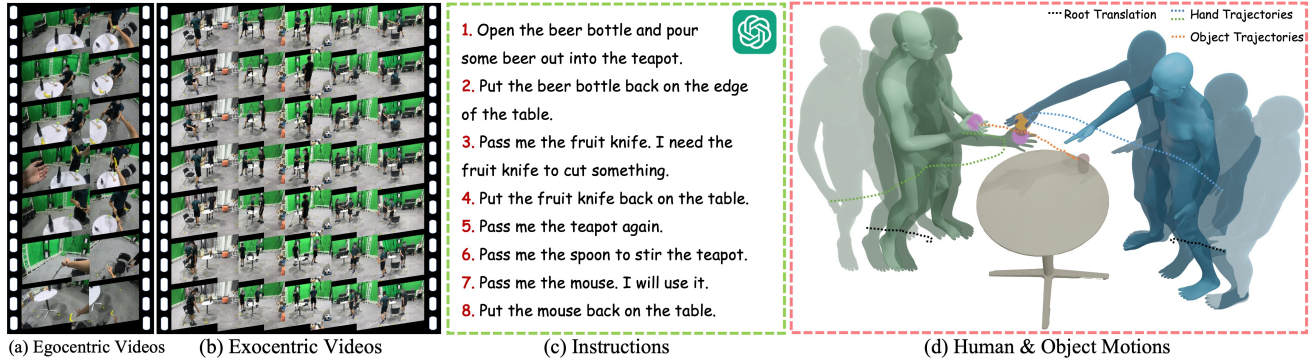 1. Open the beer bottle and pour
some beer out into the teapot.
2. Put the beer bottle back on the edge
of the table.
3. Pass me the fruit knife. I need the
fruit knife to cut something.
4. Put the fruit knife back on the table.
5. Pass me the teapot again.
6. Pass me the spoon to stir the teapot.
7. Pass me the mouse. I will use it.
8. Put the mouse back on the table.
Root Translation
Hand Trajectories
Object Trajectories
(a) Egocentric Videos
(b) Exocentric Videos
(c) Instructions
(d) Human & Object Motions